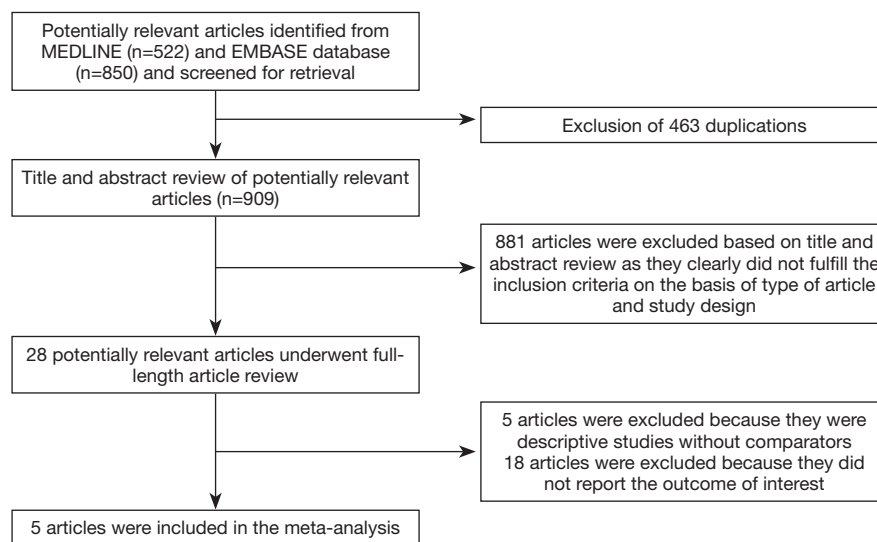 Potentially relevant articles identified from
MEDLINE (n=522) and EMBASE database
(n=850) and screened for retrieval
Exclusion of 463 duplications
Title and abstract review of potentially relevant
articles (n=909)
881 articles were excluded based on title and
abstract review as they clearly did not fulfill the
inclusion criteria on the basis of type of article
and study design
28 potentially relevant articles underwent full-
length article review
5 articles were excluded because they were
descriptive studies without comparators
18 articles were excluded because they did
not report the outcome of interest
5 articles were included in the meta-analysis